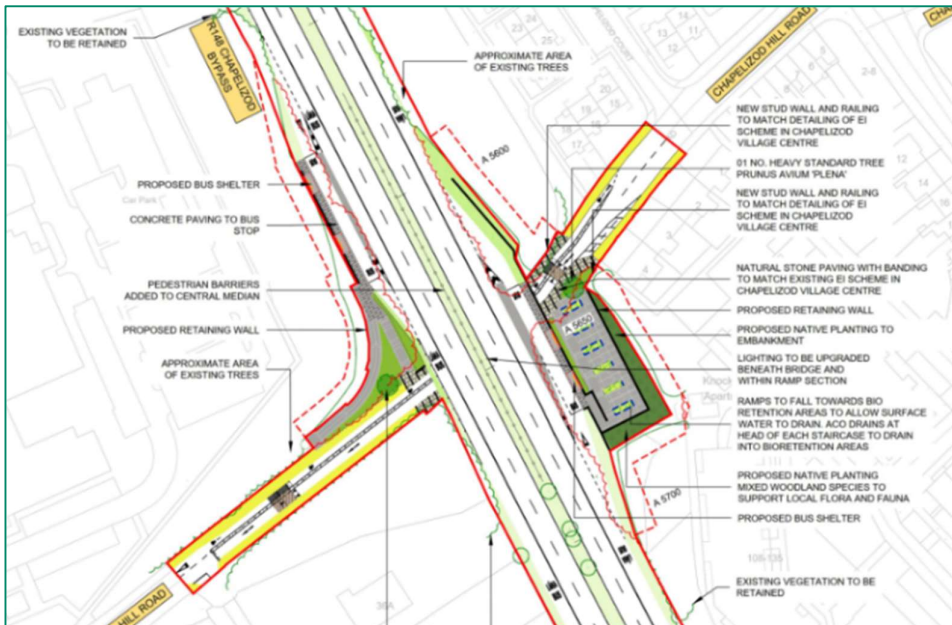 EXISTING VEGETATION
TO BE RETAINED
R148 CHAPELIZOD
BYPASS
APPROXIMATE AREA
OF EXISTING TREES
CHAPELIZOD HILL ROAD
CHAP
NEW STUD WALL AND RAILING
TO MATCH DETAILING OF EI
SCHEME IN CHAPELIZOD
VILLAGE CENTRE
01 NO. HEAVY STANDARD TREE
PRUNUS AVIUM 'PLENA'
NEW STUD WALL AND RAILING
TO MATCH DETAILING OF EI
SCHEME IN CHAPELIZOD
VILLAGE CENTRE
NATURAL STONE PAVING WITH BANDING
TO MATCH EXISTING EI SCHEME IN
CHAPELIZOD VILLAGE CENTRE
PROPOSED RETAINING WALL
PROPOSED NATIVE PLANTING TO
EMBANKMENT
LIGHTING TO BE UPGRADED
BENEATH BRIDGE AND
WITHIN RAMP SECTION
RAMPS TO FALL TOWARDS BIO
RETENTION AREAS TO ALLOW SURFACE
WATER TO DRAIN. ACO DRAINS AT
HEAD OF EACH STAIRCASE TO DRAIN
INTO BIORETENTION AREAS
PROPOSED NATIVE PLANTING
MIXED WOODLAND SPECIES TO
SUPPORT LOCAL FLORA AND FAUNA
PROPOSED BUS SHELTER
EXISTING VEGETATION TO BE
RETAINED
PROPOSED BUS SHELTER
CONCRETE PAVING TO BUS
STOP
PEDESTRIAN BARRIERS
ADDED TO CENTRAL MEDIAN
PROPOSED RETAINING WALL
APPROXIMATE AREA
OF EXISTING TREES
Car Park
A 5600
A 5650
A 5700
HILL ROAD
36A
108-135